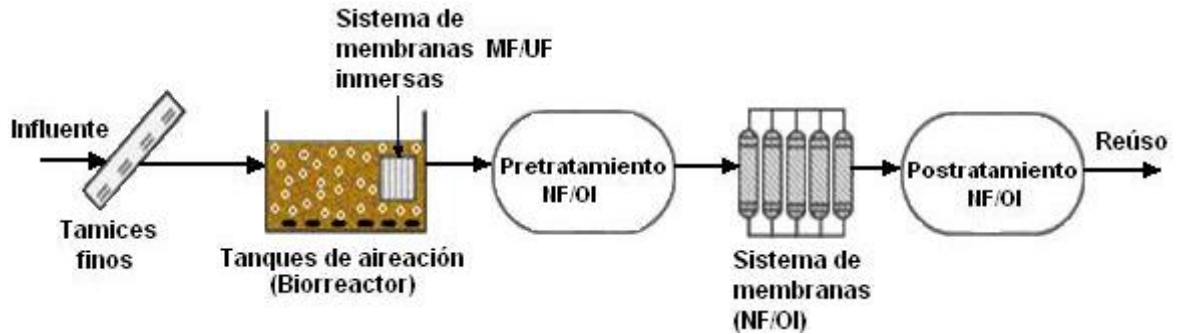 Sistema de
membranas MF/UF
inmersas
Influente
Tamices
finos
Tanques de aireación
(Biorreactor)
Pretratamiento
NF/OI
Sistema de
membranas
(NF/OI)
Postratamiento
NF/OI
Reúso